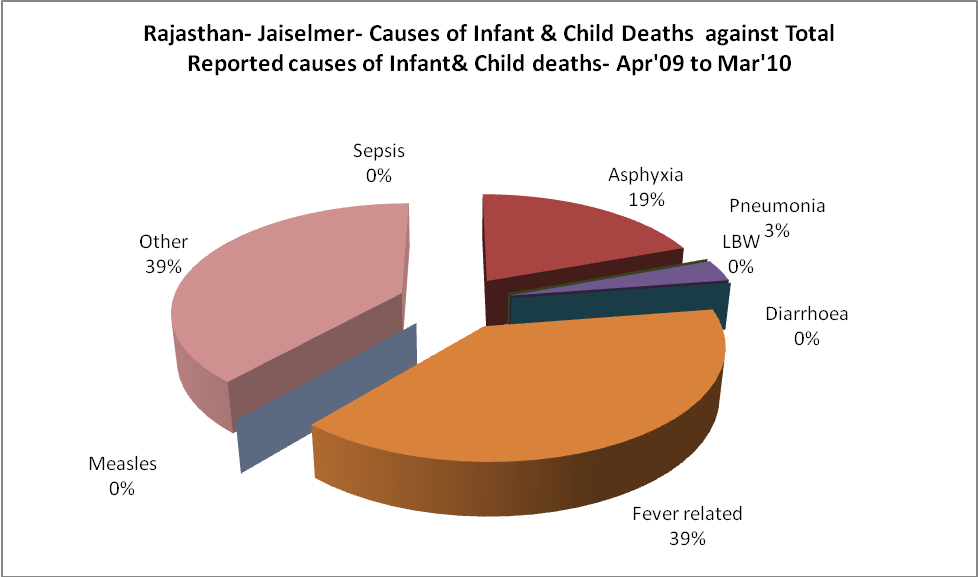 Rajasthan- Jaiselmer- Causes of Infant & Child Deaths against Total
Reported causes of Infant& Child deaths- Apr'09 to Mar'10
Sepsis
0%
Asphyxia
19%
Pneumonia
3%
LBW
0%
Other
39%
Diarrhoea
0%
Measles
0%
Fever related
39%